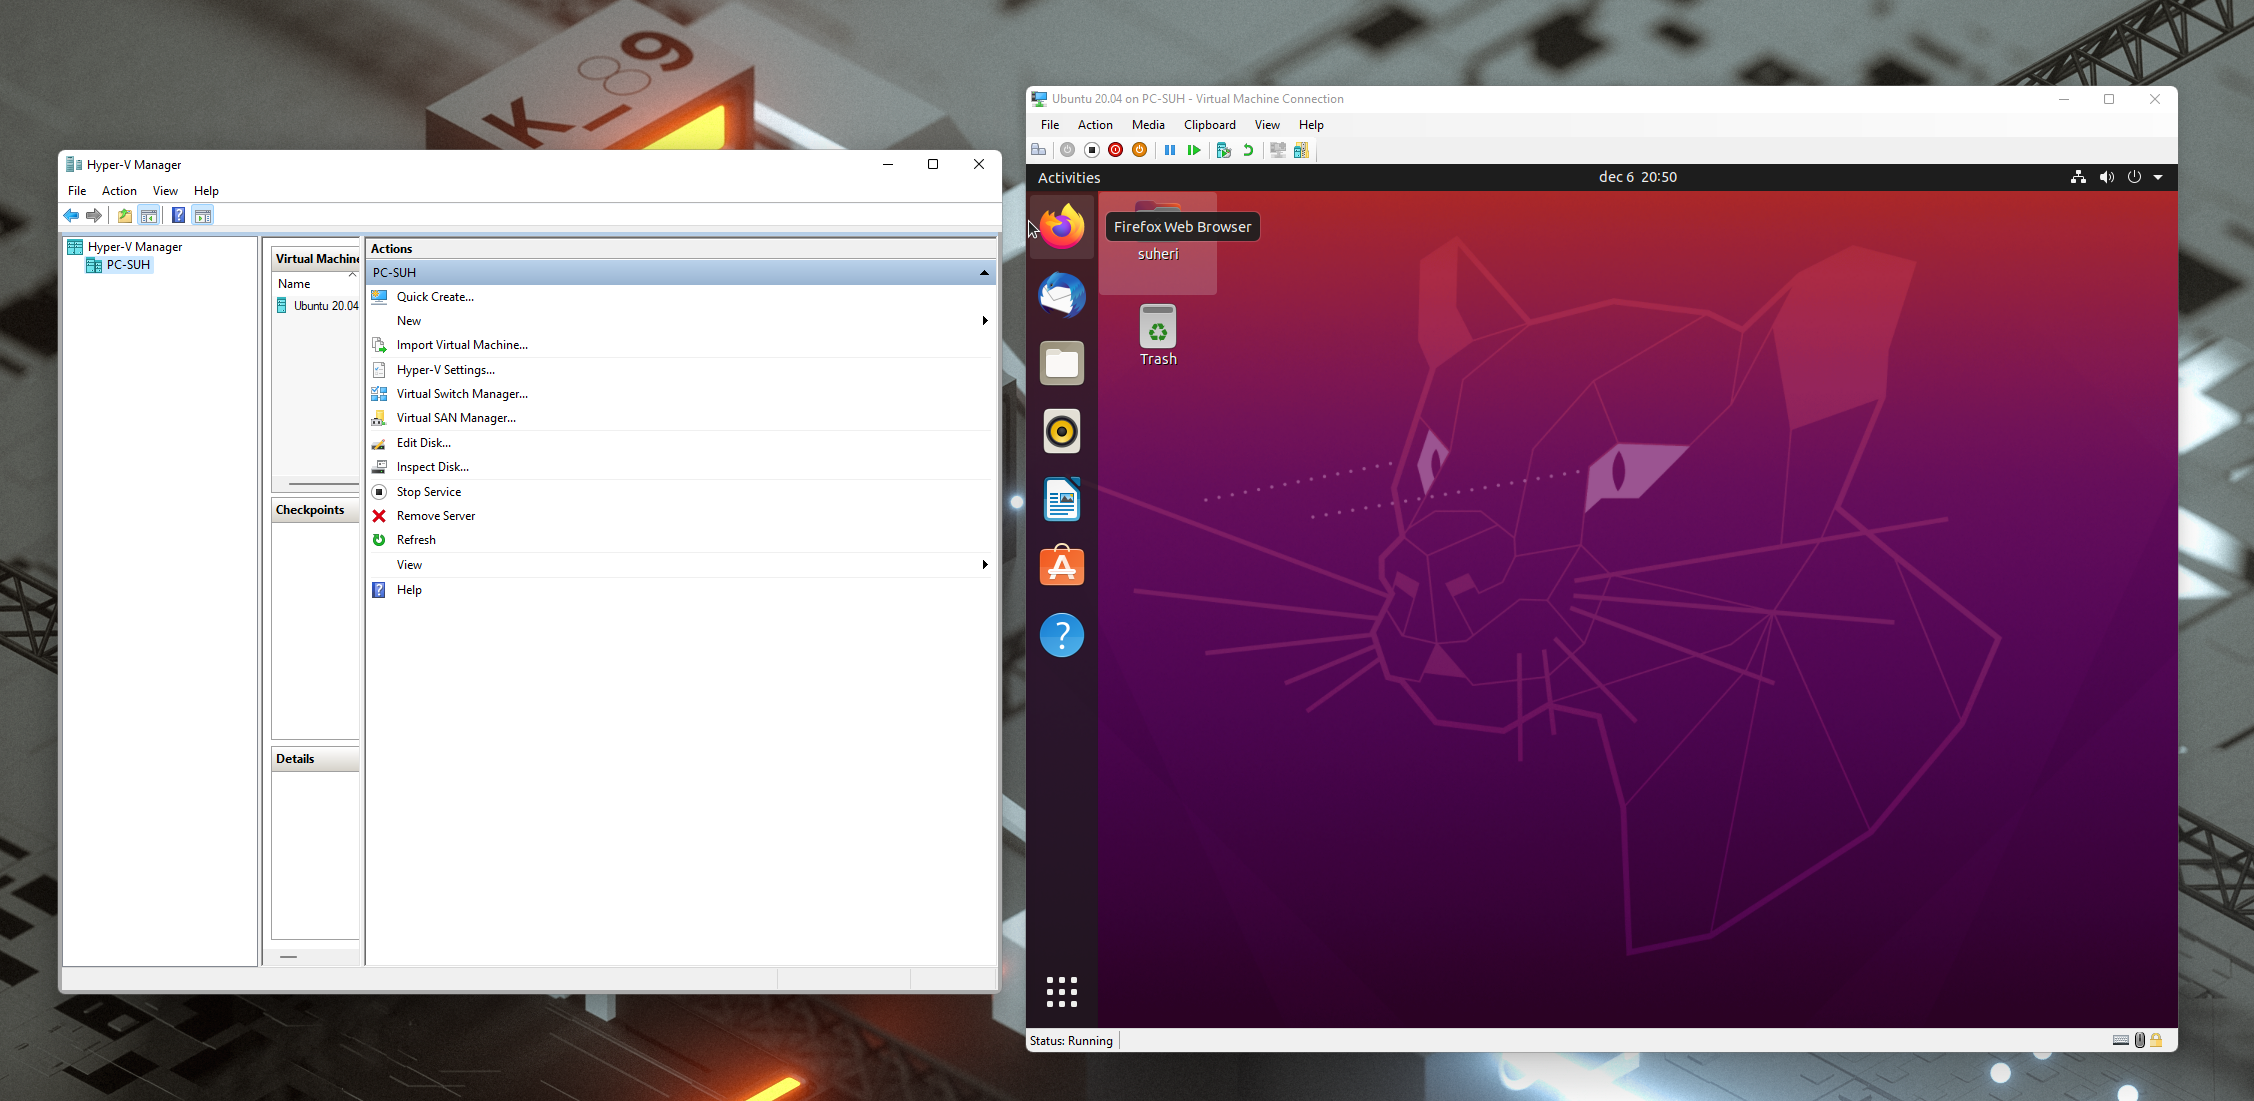 K_89
Hyper-V Manager
File Action View Help
Hyper-V Manager
PC-SUH
Virtual Machine
Name
Ubuntu 20.04
Checkpoints
Details
Actions
PC-SUH
Quick Create...
New
Import Virtual Machine...
Hyper-V Settings...
Virtual Switch Manager...
Virtual SAN Manager...
Edit Disk...
Inspect Disk...
Stop Service
Remove Server
Refresh
View
Help
Ubuntu 20.04 on PC-SUH - Virtual Machine Connection
File Action Media Clipboard View Help
Activities
dec 6 20:50
Firefox Web Browser
suheri
Trash
Status: Running